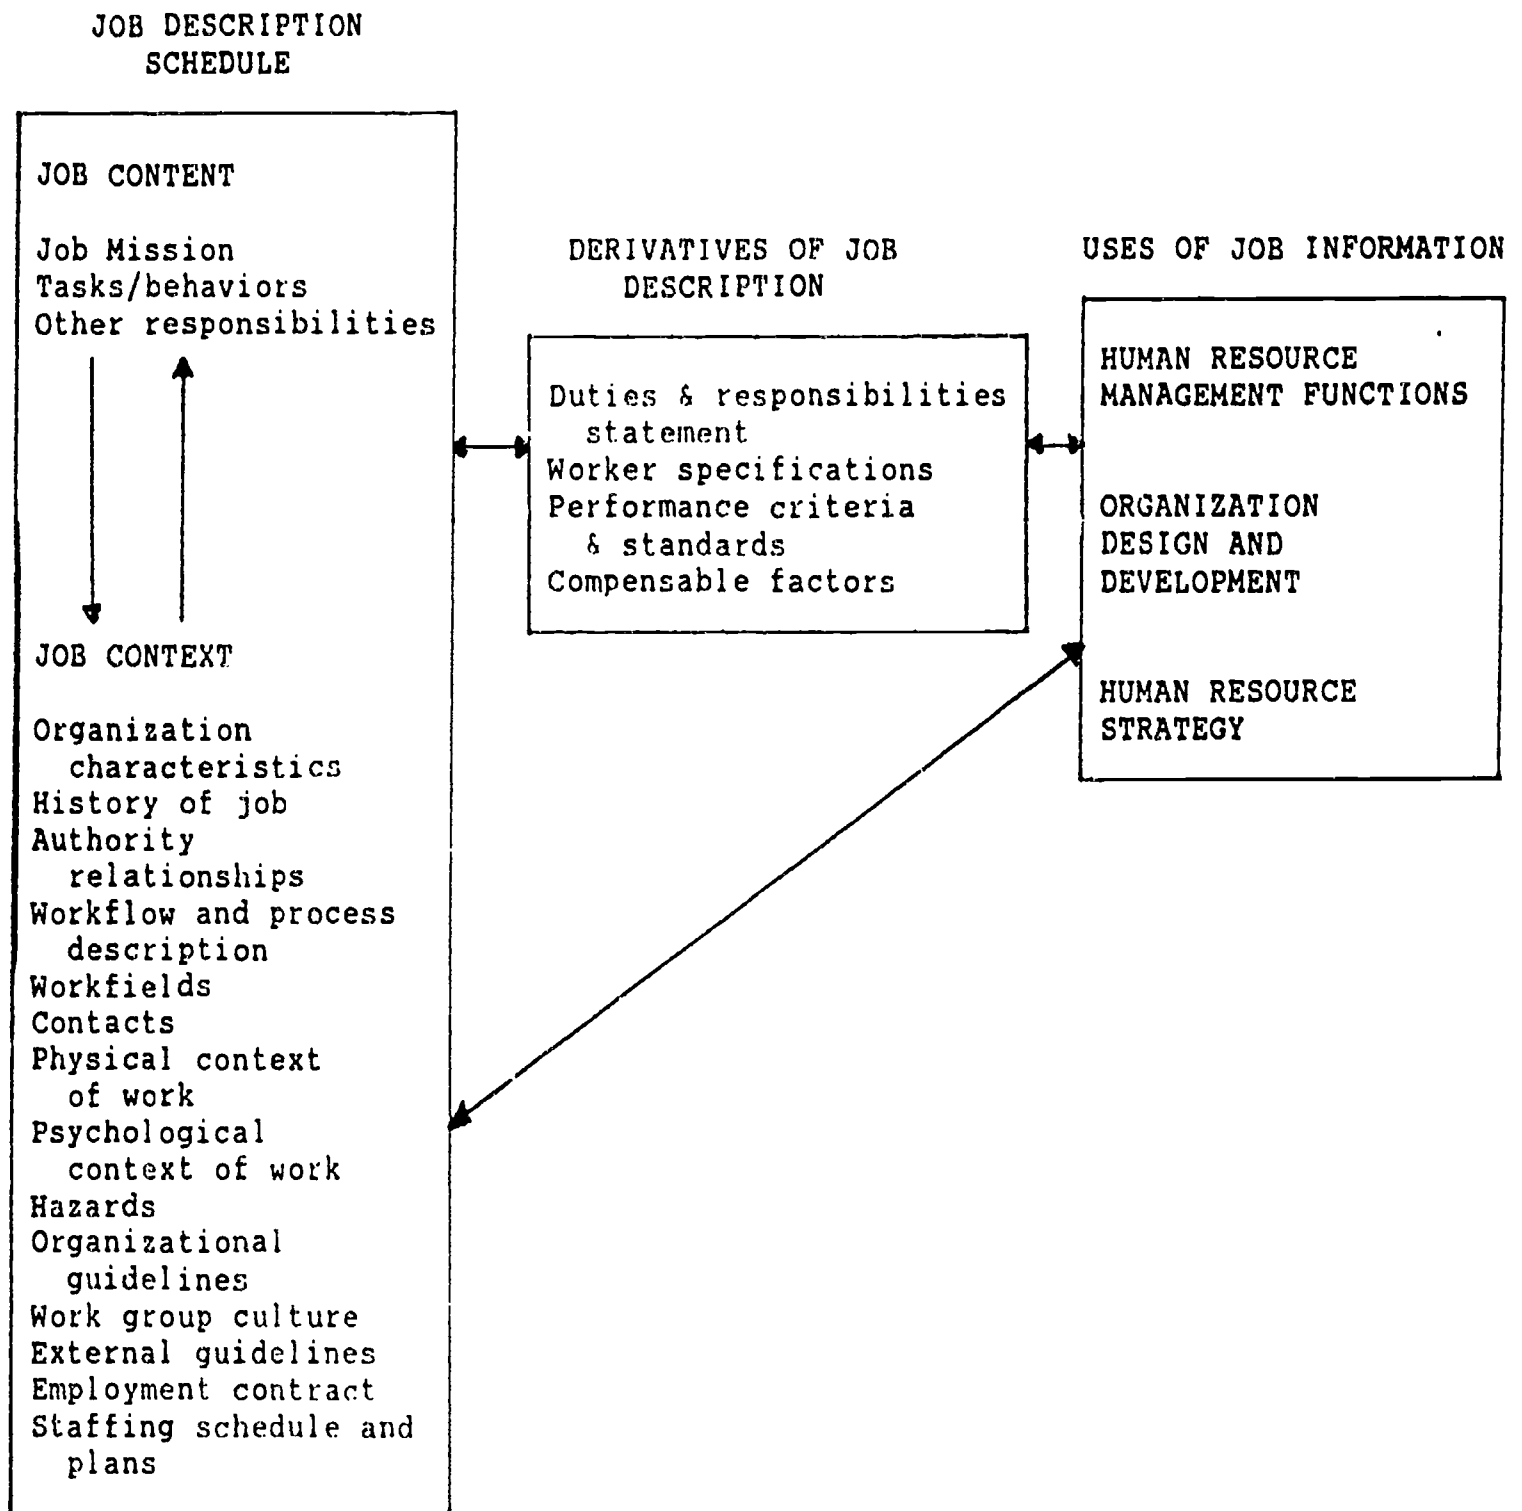 JOB DESCRIPTION
SCHEDULE
JOB CONTENT
Job Mission
Tasks/behaviors
Other responsibilities
JOB CONTEXT
Organization
characteristics
History of job
Authority
relationships
Workflow and process
description
Workfields
Contacts
Physical context
of work
Psychological
context of work
Hazards
Organizational
guidelines
Work group culture
External guidelines
Employment contract
Staffing schedule and
plans
DERIVATIVES OF JOB
DESCRIPTION
Duties & responsibilities
statement
Worker specifications
Performance criteria
& standards
Compensable factors
USES OF JOB INFORMATION
HUMAN RESOURCE
MANAGEMENT FUNCTIONS
ORGANIZATION
DESIGN AND
DEVELOPMENT
HUMAN RESOURCE
STRATEGY